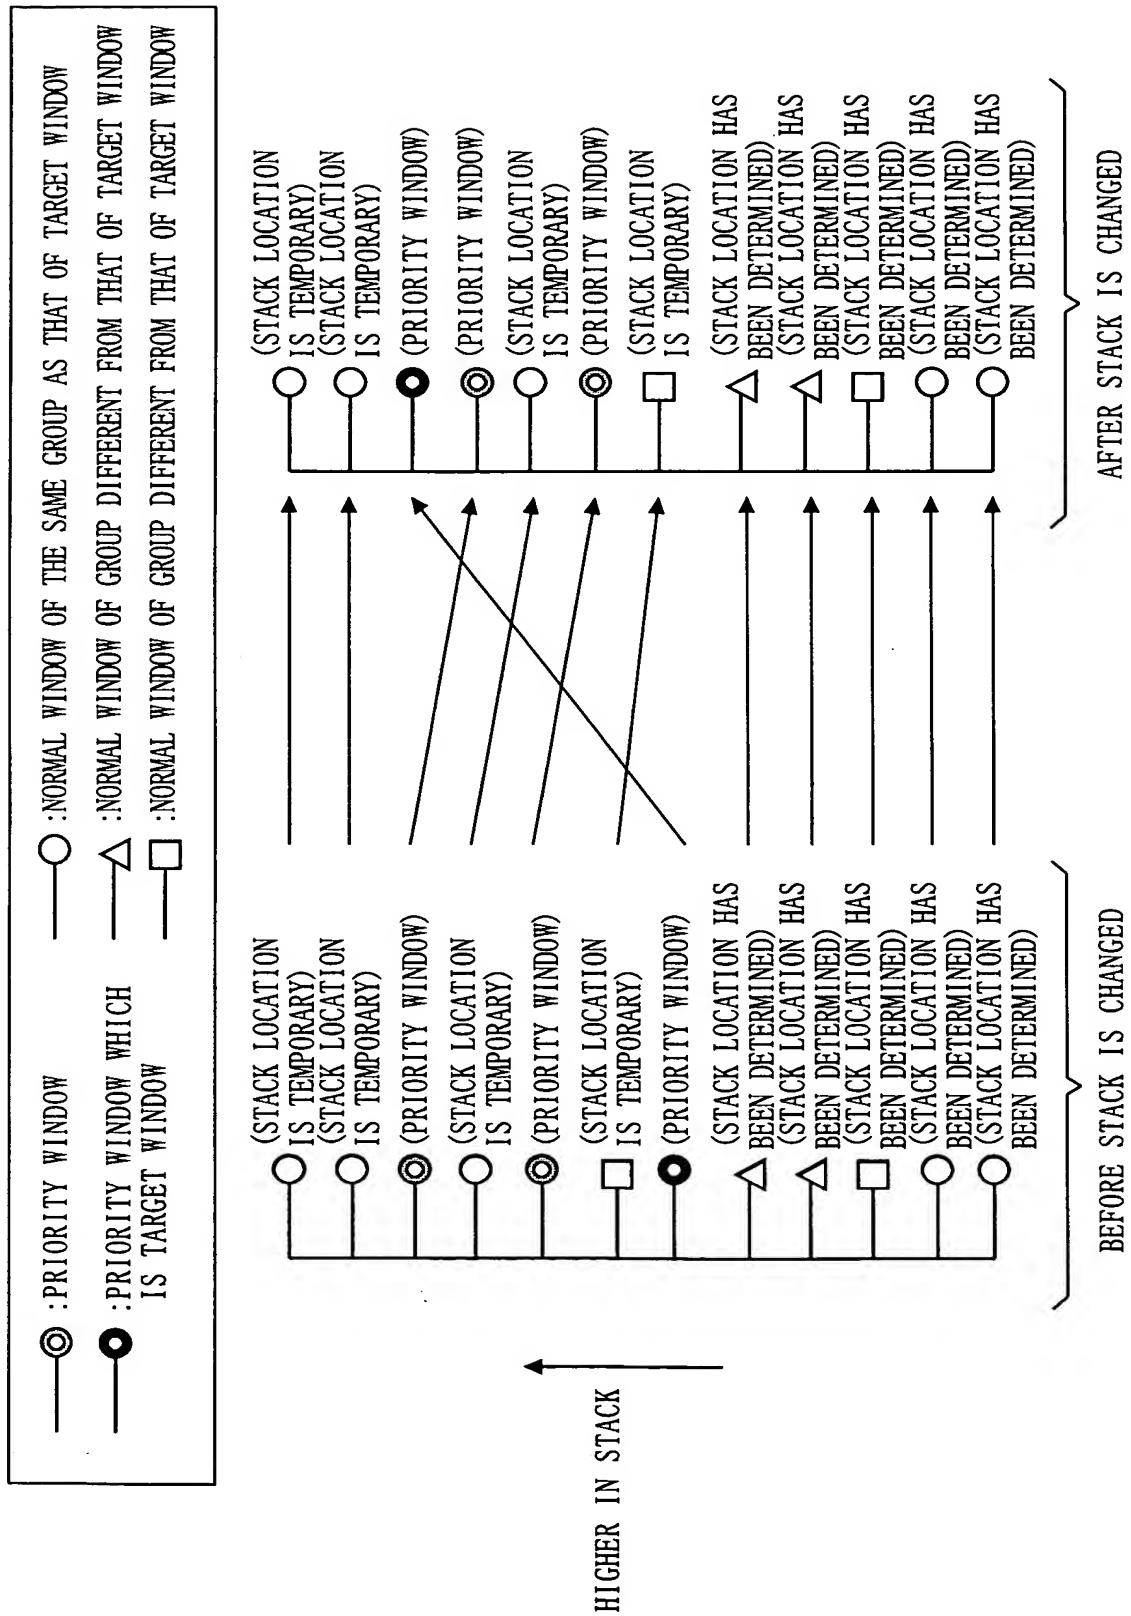 :PRIORITY WINDOW
:PRIORITY WINDOW WHICH
IS TARGET WINDOW
:NORMAL WINDOW OF THE SAME GROUP AS THAT OF TARGET WINDOW
:NORMAL WINDOW OF GROUP DIFFERENT FROM THAT OF TARGET WINDOW
:NORMAL WINDOW OF GROUP DIFFERENT FROM THAT OF TARGET WINDOW
HIGHER IN STACK
(STACK LOCATION
IS TEMPORARY)
(STACK LOCATION
IS TEMPORARY)
(PRIORITY WINDOW)
(STACK LOCATION
IS TEMPORARY)
(PRIORITY WINDOW)
(STACK LOCATION
IS TEMPORARY)
(PRIORITY WINDOW)
(STACK LOCATION HAS
BEEN DETERMINED)
(STACK LOCATION HAS
BEEN DETERMINED)
(STACK LOCATION HAS
BEEN DETERMINED)
(STACK LOCATION HAS
BEEN DETERMINED)
(STACK LOCATION HAS
BEEN DETERMINED)
BEFORE STACK IS CHANGED
(STACK LOCATION
IS TEMPORARY)
(STACK LOCATION
IS TEMPORARY)
(PRIORITY WINDOW)
(PRIORITY WINDOW)
(STACK LOCATION
IS TEMPORARY)
(PRIORITY WINDOW)
(STACK LOCATION
IS TEMPORARY)
(STACK LOCATION HAS
BEEN DETERMINED)
(STACK LOCATION HAS
BEEN DETERMINED)
(STACK LOCATION HAS
BEEN DETERMINED)
(STACK LOCATION HAS
BEEN DETERMINED)
(STACK LOCATION HAS
BEEN DETERMINED)
AFTER STACK IS CHANGED